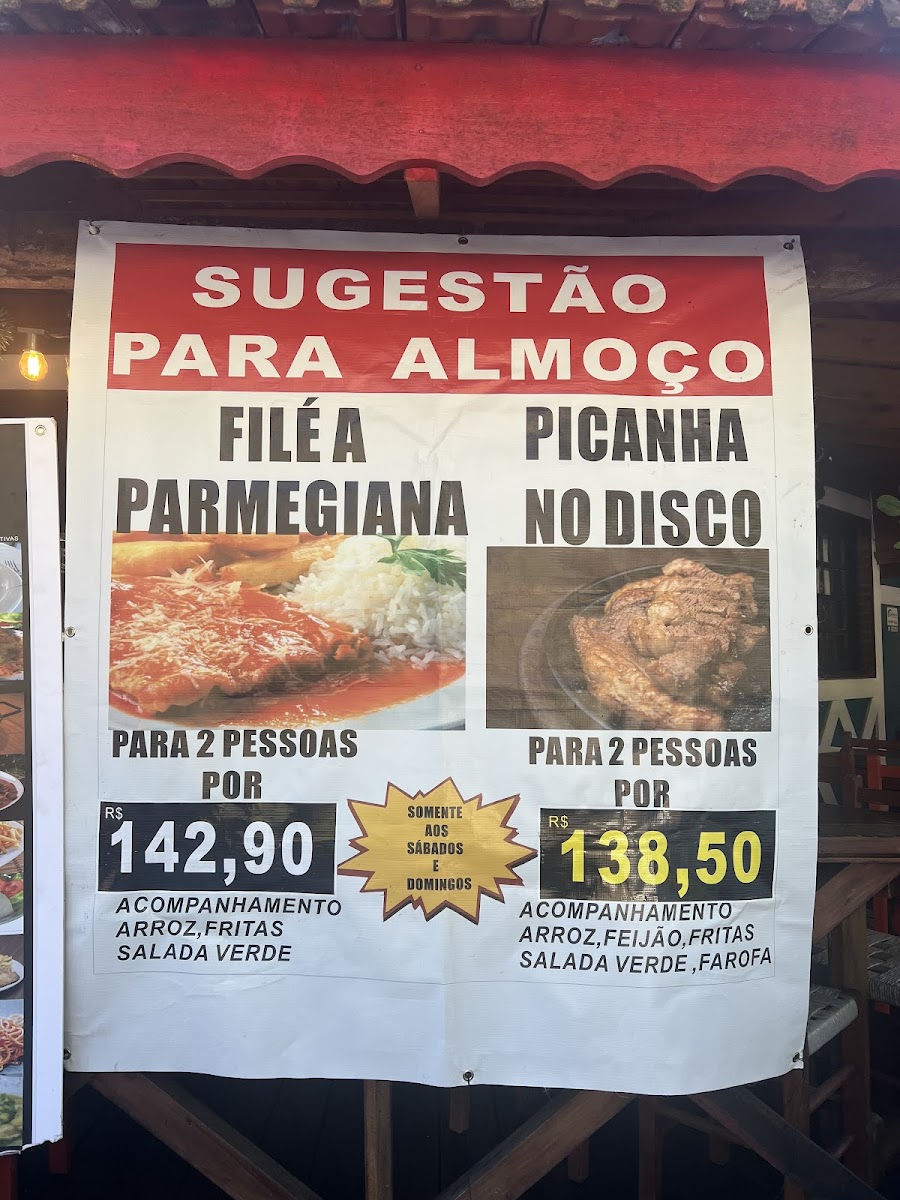 SUGESTÃO
PARA ALMOÇO
FILÉ A
PARMEGIANA
PARA 2 PESSOAS
POR
R$
142,90
ACOMPANHAMENTO
ARROZ,FRITAS
SALADA VERDE
SOMENTE
AOS
SÁBADOS
E
DOMINGOS
PICANHA
NO DISCO
PARA 2 PESSOAS
POR
R$
138,50
ACOMPANHAMENTO
ARROZ,FEIJÃO,FRITAS
SALADA VERDE ,FAROFA